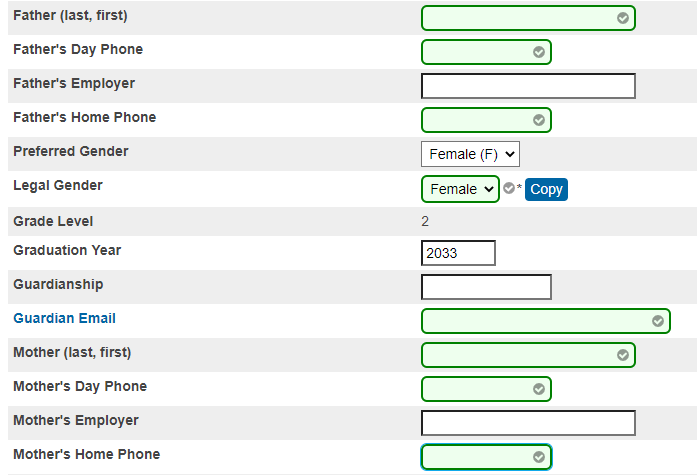 Father (last, first)
Father's Day Phone
Father's Employer
Father's Home Phone
Preferred Gender Female (F)
Legal Gender Female * Copy
Grade Level 2
Graduation Year 2033
Guardianship
Guardian Email
Mother (last, first)
Mother's Day Phone
Mother's Employer
Mother's Home Phone